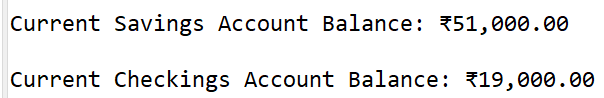 Current Savings Account Balance: ₹51,000.00
Current Checkings Account Balance: ₹19,000.00